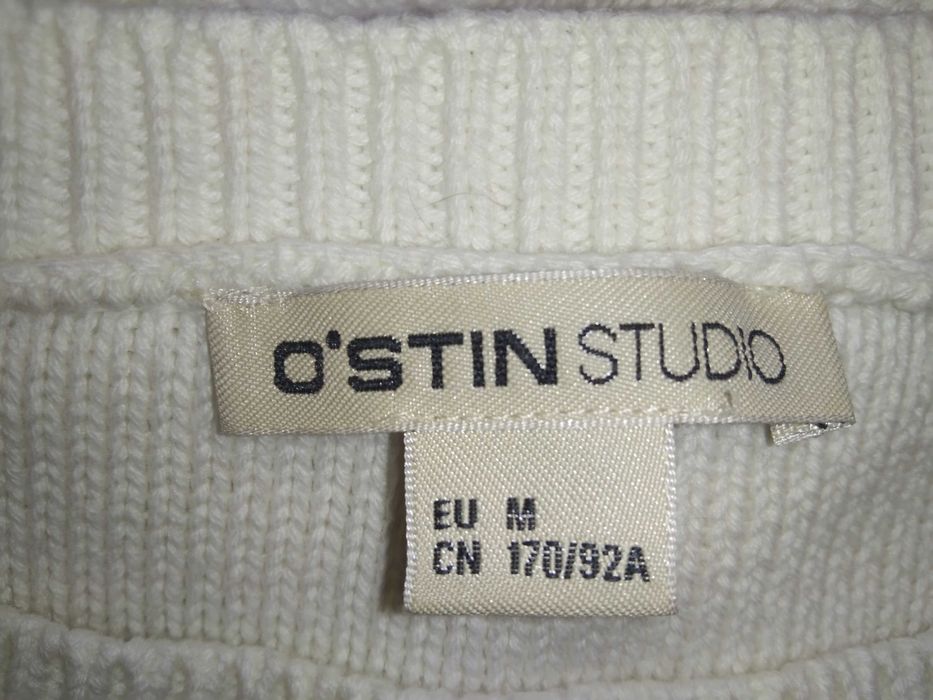 O'STIN STUDIO
EU M
CN 170/92A